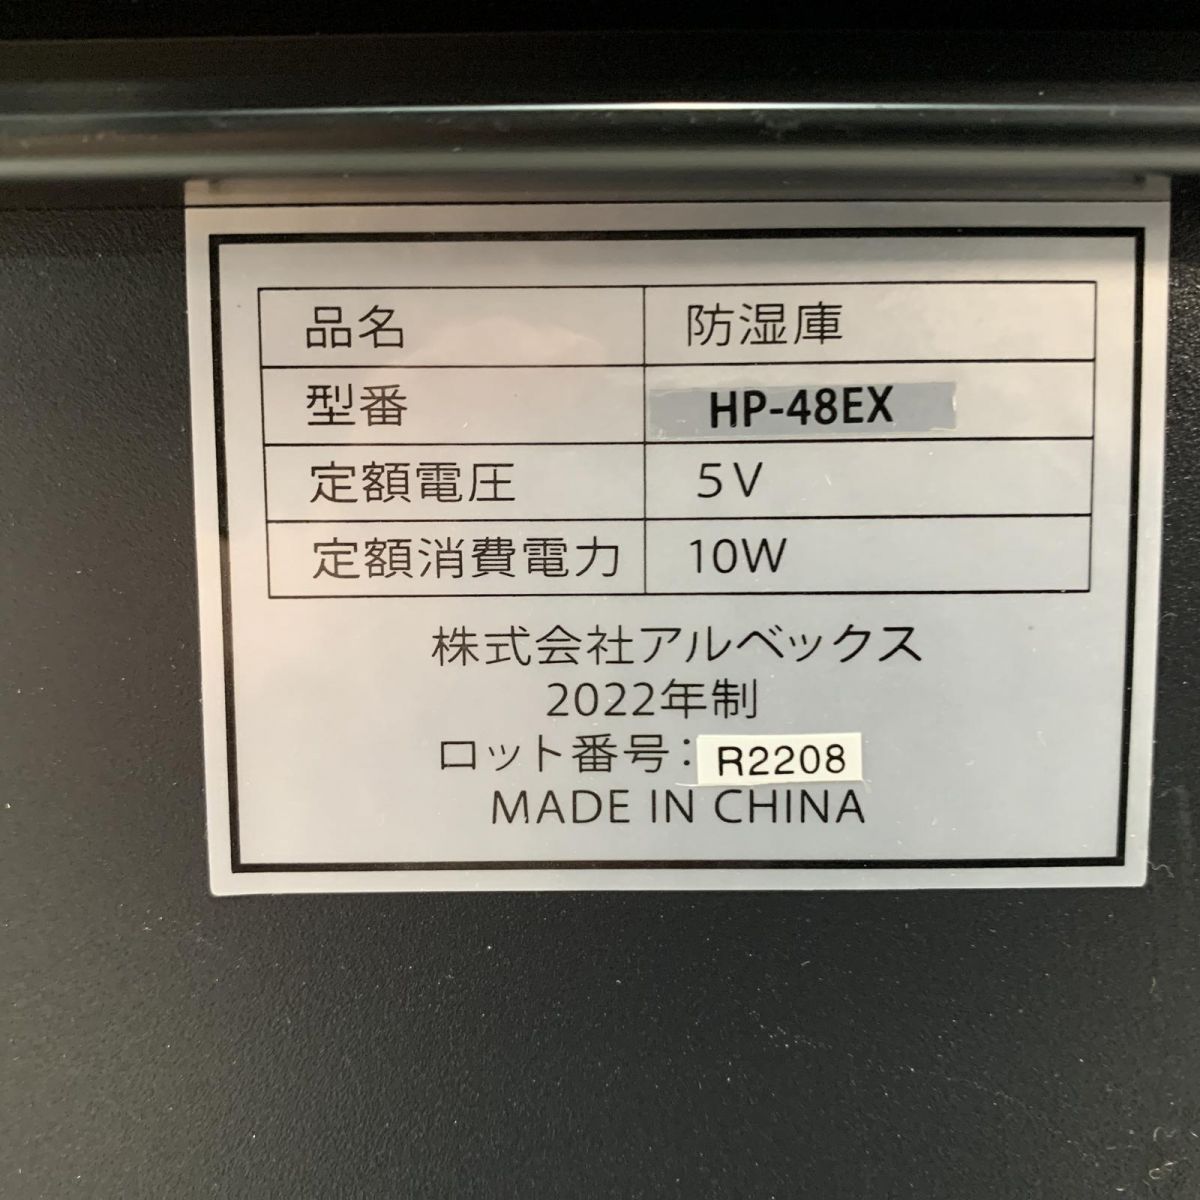 品名 防湿庫
型番 HP-48EX
定額電圧 5V
定額消費電力 10W
株式会社アルベックス
2022年制
ロット番号：R2208
MADE IN CHINA